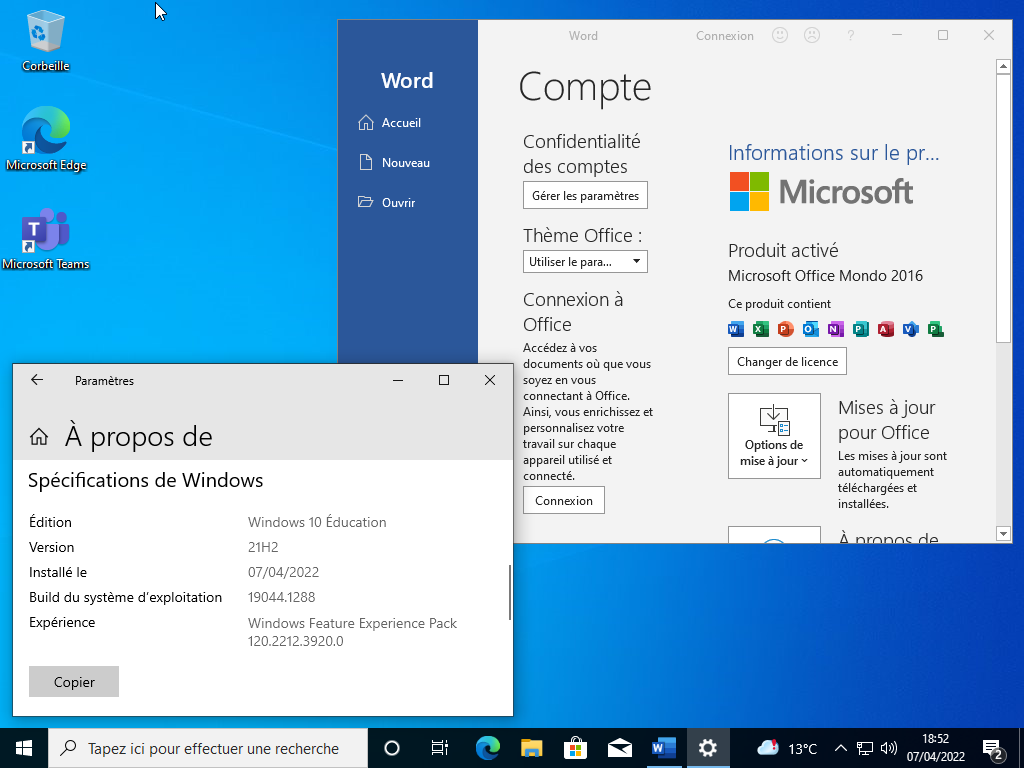 Corbeille
Microsoft Edge
Microsoft Teams
Word
Connexion
?
Word
Accueil
Nouveau
Ouvrir
Compte
Confidentialité
des comptes
Gérer les paramètres
Thème Office :
Utiliser le para...
Connexion à
Office
Accédez à vos
documents où que vous
soyez en vous
connectant à Office.
Ainsi, vous enrichissez et
personnalisez votre
travail sur chaque
appareil utilisé et
connecté.
Connexion
Informations sur le pr...
Microsoft
Produit activé
Microsoft Office Mondo 2016
Ce produit contient
W X P O N P A V P
Changer de licence
Options de
mise à jour
Mises à jour
pour Office
Les mises à jour sont
automatiquement
téléchargées et
installées.
À propos de
Paramètres
À propos de
Spécifications de Windows
Édition Windows 10 Éducation
Version 21H2
Installé le 07/04/2022
Build du système d'exploitation 19044.1288
Expérience Windows Feature Experience Pack
120.2212.3920.0
Copier
Tapez ici pour effectuer une recherche
13°C
18:52
07/04/2022
2